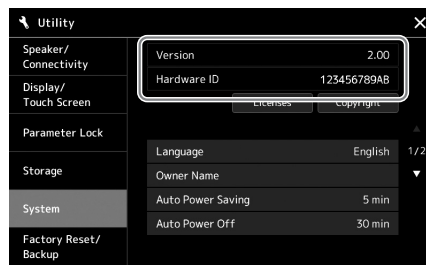 Utility
Speaker/
Connectivity
Display/
Touch Screen
Parameter Lock
Storage
System
Factory Reset/
Backup
Version 2.00
Hardware ID 123456789AB
Licenses Copyright
Language English
Owner Name
Auto Power Saving 5 min
Auto Power Off 30 min
1/2